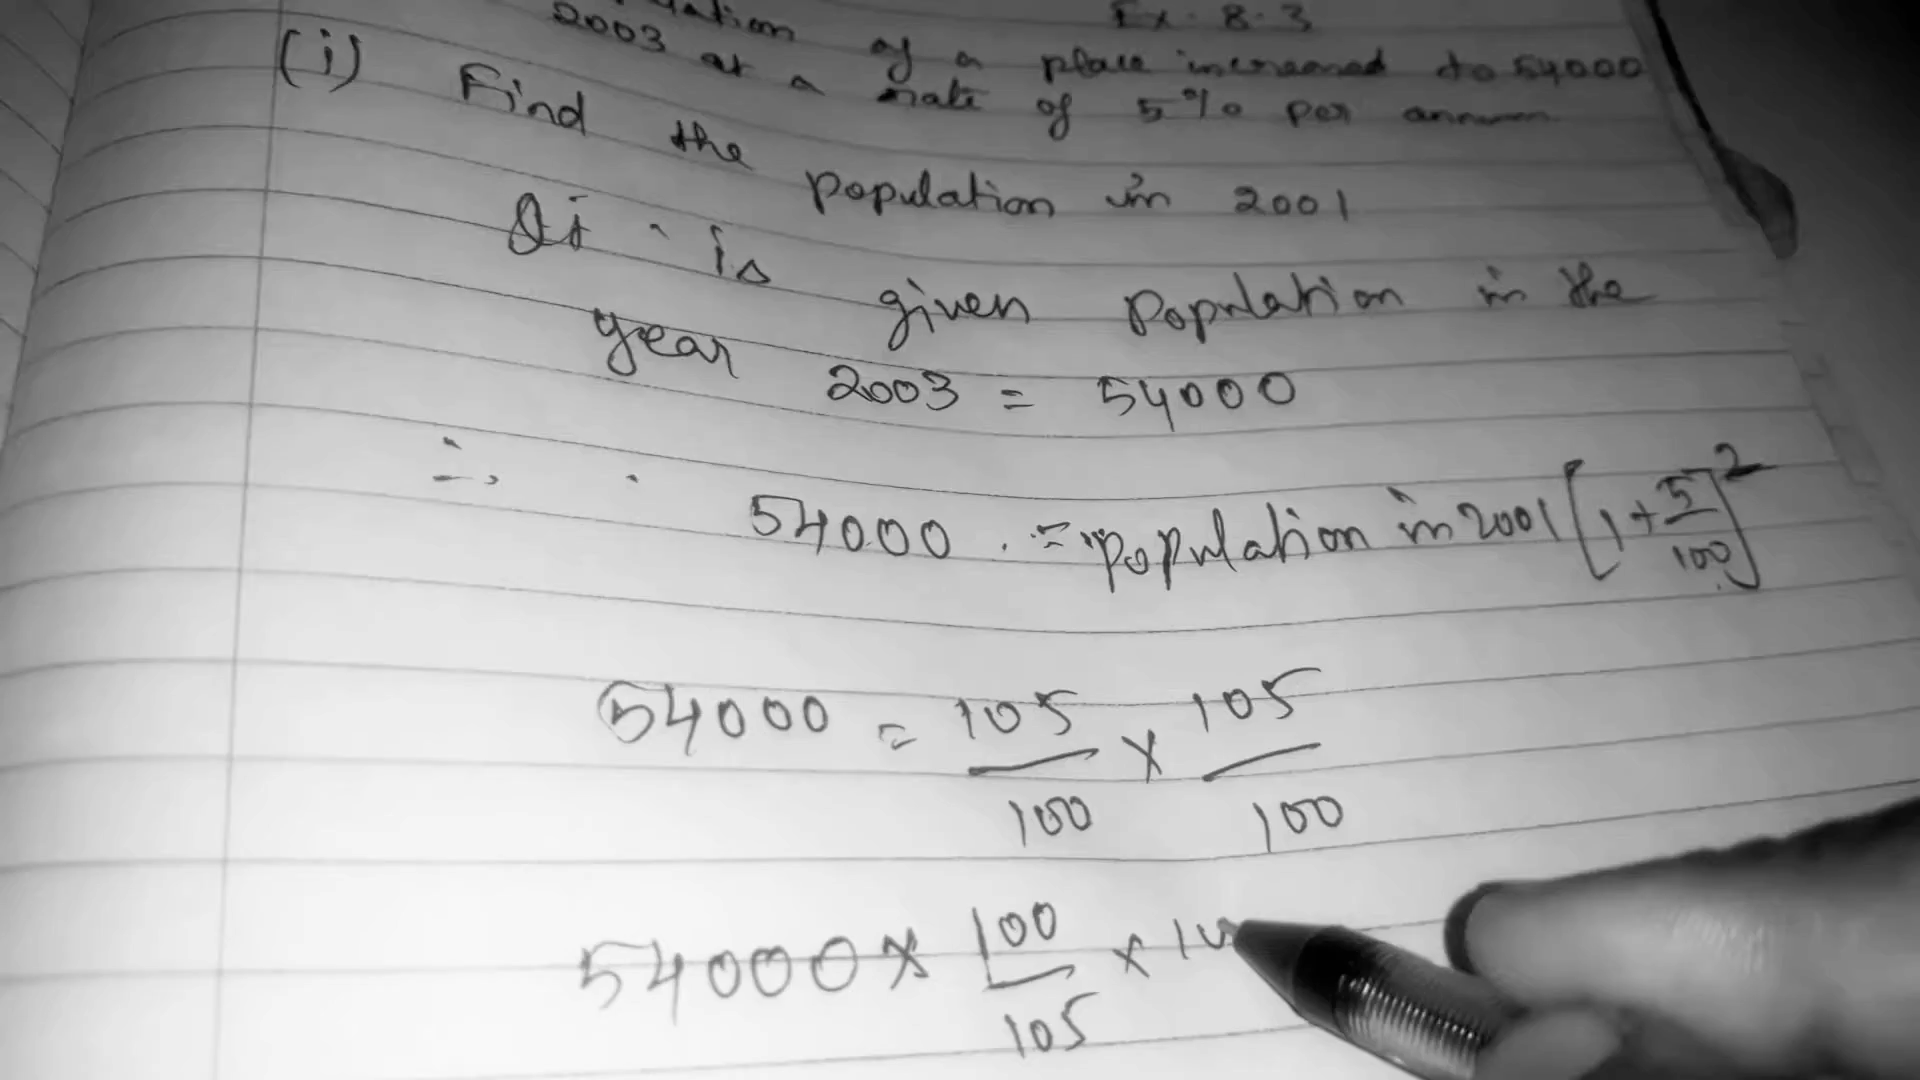 Ex. 8.3
of a place increased to 54000
2003 at a rate of 5% per annum
(i) Find the population in 2001
It is given population in the
year 2003 = 54000
∴ 54000 = population in 2001 [1 + 5/100]²
54000 = 105/100 × 105/100
54000 × 100/105 × 10